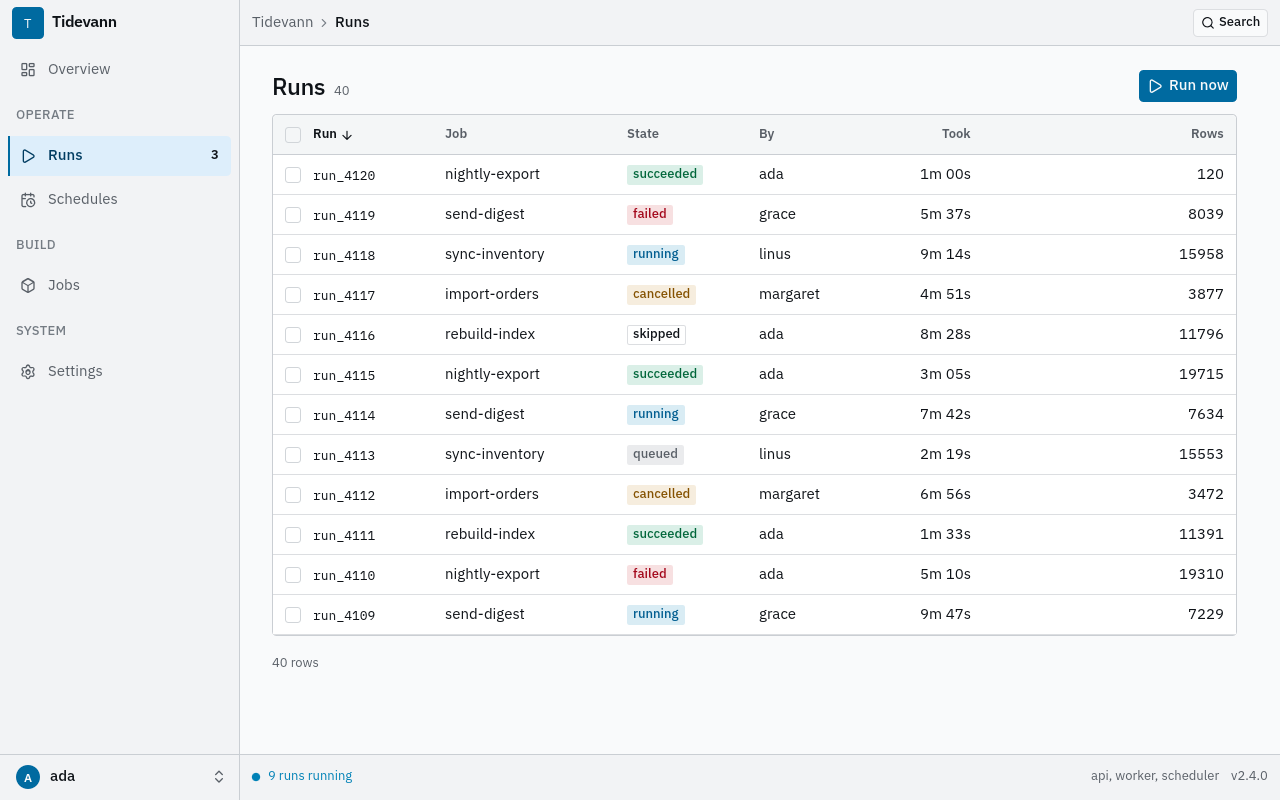 T Tidevann
Overview
OPERATE
Runs 3
Schedules
BUILD
Jobs
SYSTEM
Settings
A ada
Tidevann Runs
Search
Runs 40
Run now
Run Job State By Took Rows
run_4120 nightly-export succeeded ada 1m 00s 120
run_4119 send-digest failed grace 5m 37s 8039
run_4118 sync-inventory running linus 9m 14s 15958
run_4117 import-orders cancelled margaret 4m 51s 3877
run_4116 rebuild-index skipped ada 8m 28s 11796
run_4115 nightly-export succeeded ada 3m 05s 19715
run_4114 send-digest running grace 7m 42s 7634
run_4113 sync-inventory queued linus 2m 19s 15553
run_4112 import-orders cancelled margaret 6m 56s 3472
run_4111 rebuild-index succeeded ada 1m 33s 11391
run_4110 nightly-export failed ada 5m 10s 19310
run_4109 send-digest running grace 9m 47s 7229
40 rows
9 runs running
api, worker, scheduler v2.4.0